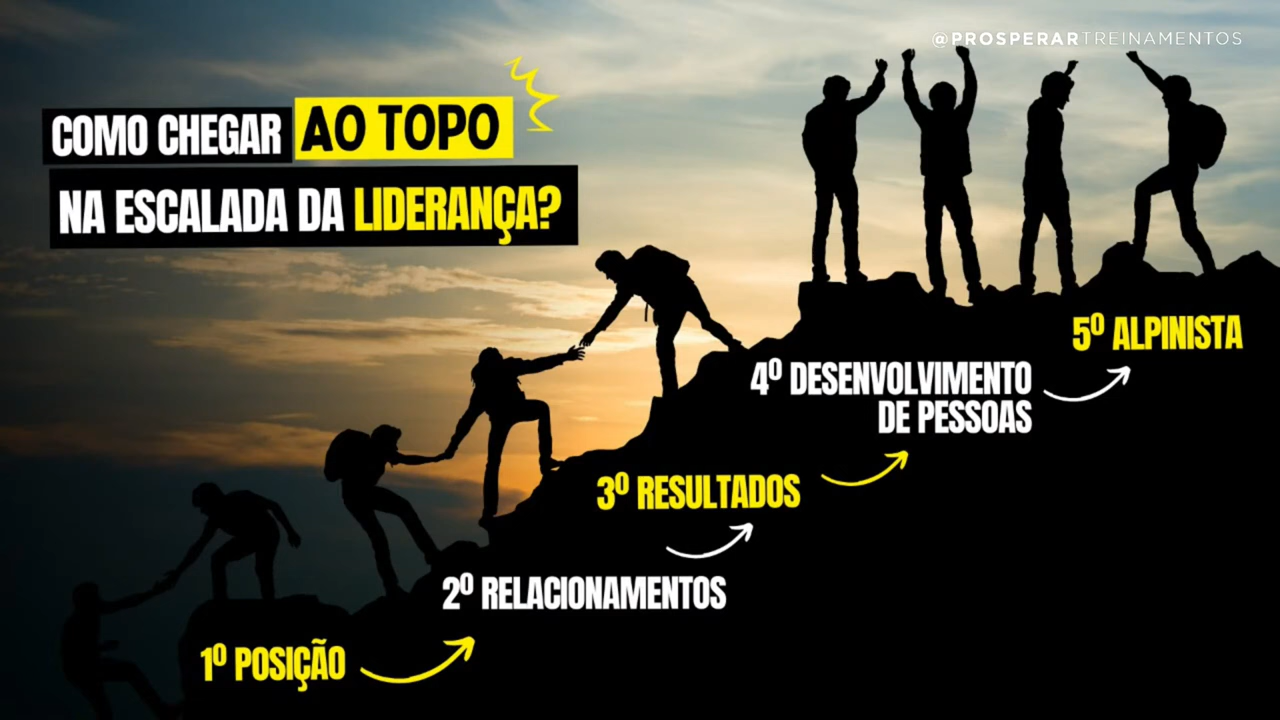 @PROSPERARTREINAMENTOS
COMO CHEGAR AO TOPO
NA ESCALADA DA LIDERANÇA?
5º ALPINISTA
4º DESENVOLVIMENTO
DE PESSOAS
3º RESULTADOS
2º RELACIONAMENTOS
1º POSIÇÃO